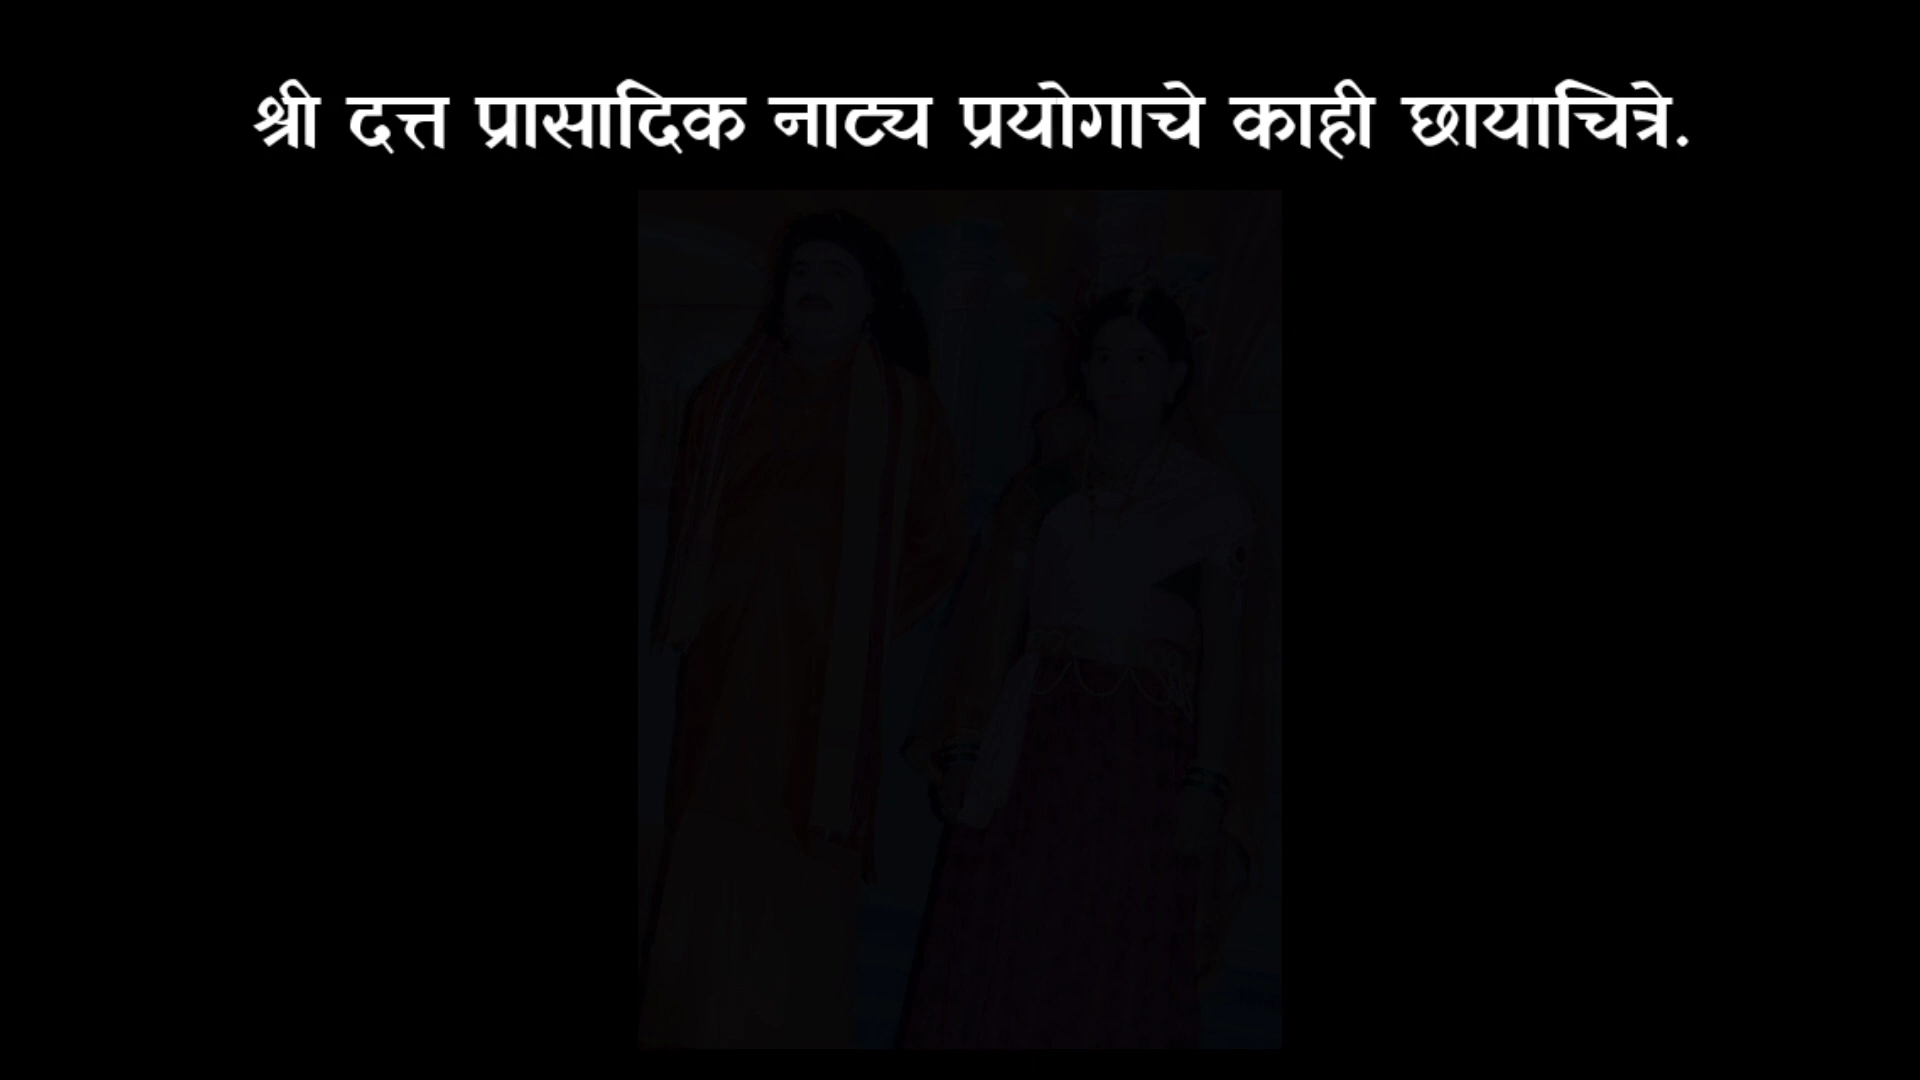 श्री दत्त प्रासादिक नाट्य प्रयोगाचे काही छायाचित्रे.